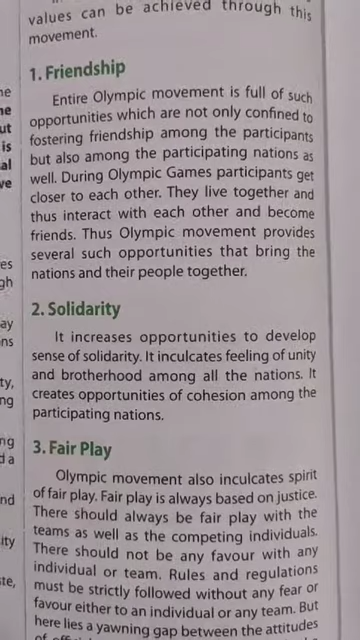 values can be achieved through this
movement.
1. Friendship
Entire Olympic movement is full of such
opportunities which are not only confined to
fostering friendship among the participants
but also among the participating nations as
well. During Olympic Games participants get
closer to each other. They live together and
thus interact with each other and become
friends. Thus Olympic movement provides
several such opportunities that bring the
nations and their people together.
2. Solidarity
It increases opportunities to develop
sense of solidarity. It inculcates feeling of unity
and brotherhood among all the nations. It
creates opportunities of cohesion among the
participating nations.
3. Fair Play
Olympic movement also inculcates spirit
of fair play. Fair play is always based on justice.
There should always be fair play with the
teams as well as the competing individuals.
There should not be any favour with any
individual or team. Rules and regulations
must be strictly followed without any fear or
favour either to an individual or any team. But
here lies a yawning gap between the attitudes